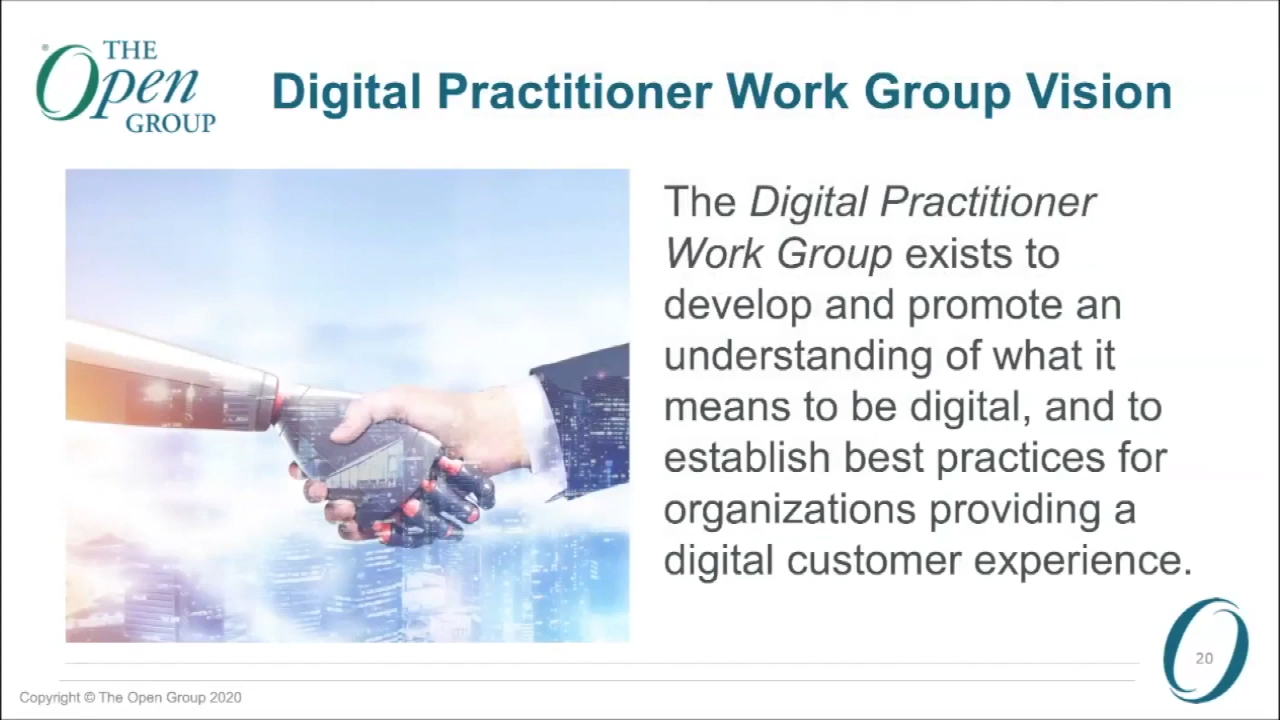 ® THE
Open
GROUP
Digital Practitioner Work Group Vision
The Digital Practitioner
Work Group exists to
develop and promote an
understanding of what it
means to be digital, and to
establish best practices for
organizations providing a
digital customer experience.
20
Copyright © The Open Group 2020